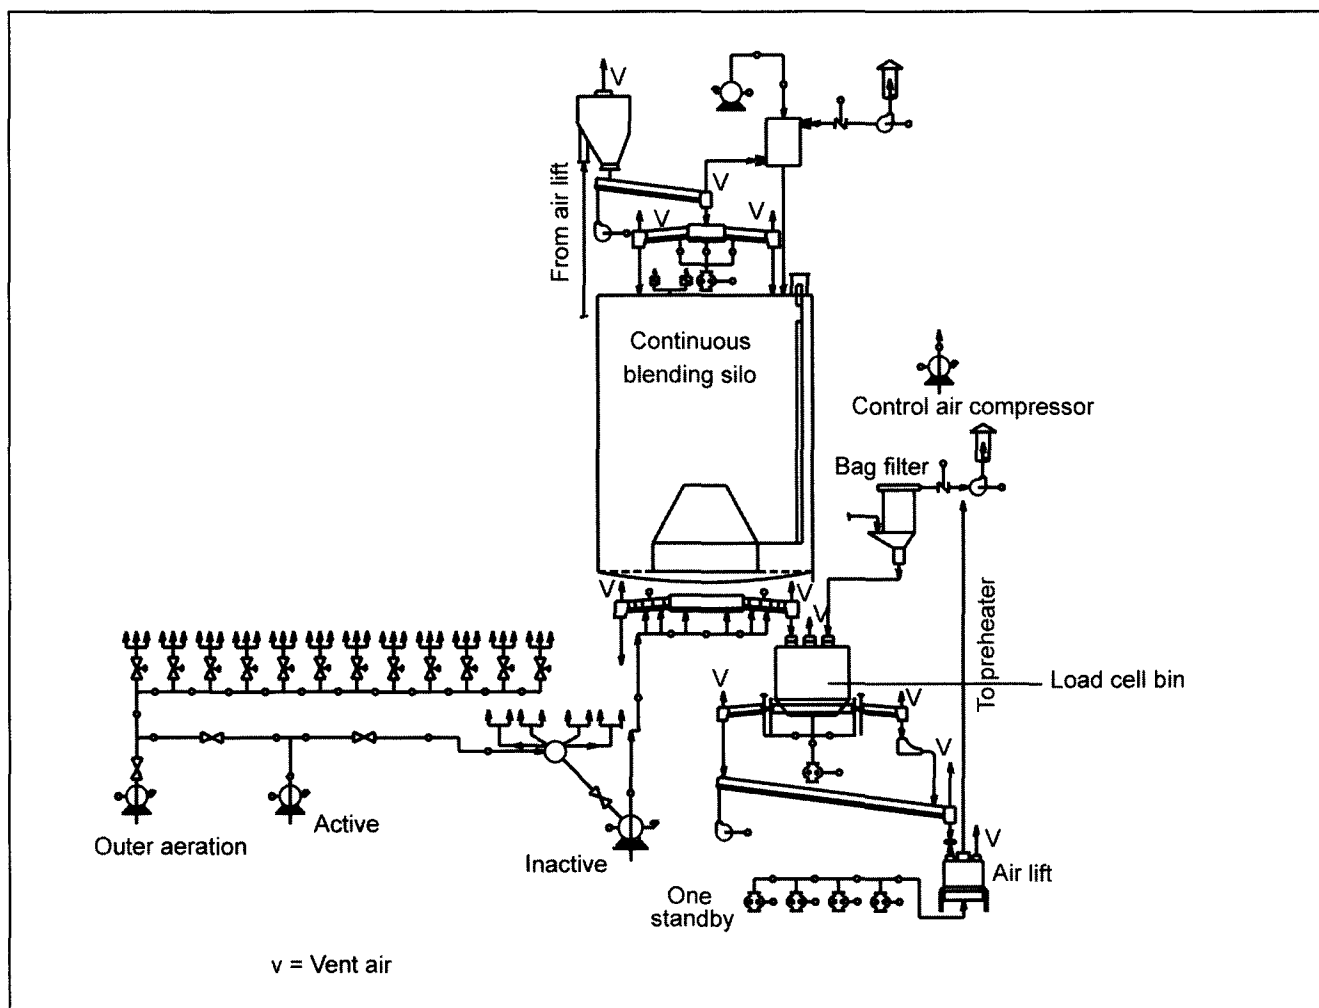 V
From air lift
V
V
V
Continuous
blending silo
Control air compressor
Bag filter
V
V
V
To preheater
Load cell bin
V
V
V
V
Outer aeration
Active
Inactive
Air lift
One
standby
v = Vent air